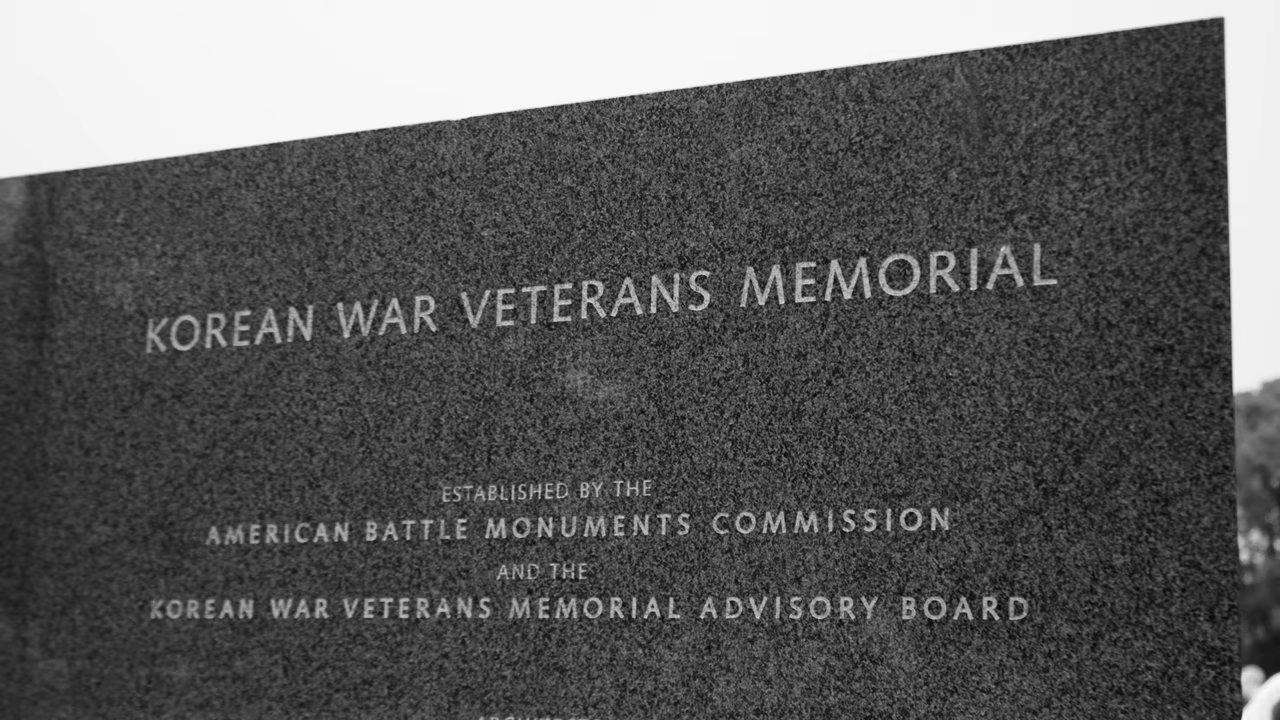 KOREAN WAR VETERANS MEMORIAL
ESTABLISHED BY THE
AMERICAN BATTLE MONUMENTS COMMISSION
AND THE
KOREAN WAR VETERANS MEMORIAL ADVISORY BOARD